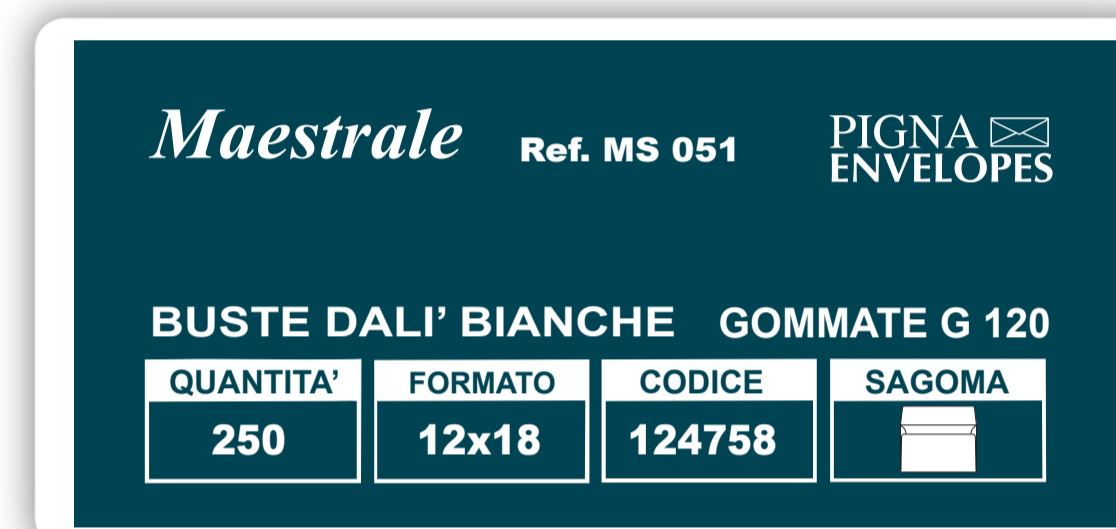 Maestrale Ref. MS 051 PIGNA
ENVELOPES
BUSTE DALI’ BIANCHE GOMMATE G 120
QUANTITA’ FORMATO CODICE SAGOMA
250 12x18 124758